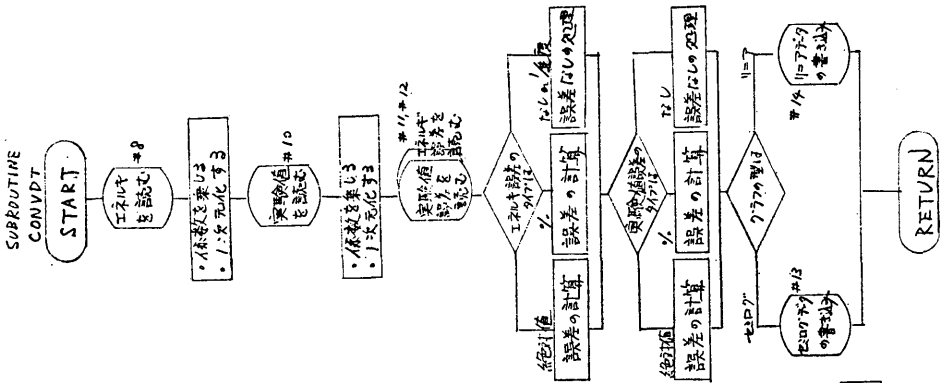 SUBROUTINE
CONVDT
START
#8
エネルギ
を読む
・係数を乗じる
・1次元化する
#10
実験値
を読む
・係数を乗じる
・1次元化する
#11,#12
実験値
誤差を
読む
エネルギ
誤差を
読む
エネルギ誤差の
タイプは
絶対値
%
誤差の計算
誤差の計算
誤差なしの処理
実験値誤差の
タイプは
絶対値
%
なし
誤差の計算
誤差の計算
誤差なしの処理
グラフの型は
セミログ
リニア
#13
セミログデータ
の書き込み
#14
リニアデータ
の書き込み
RETURN